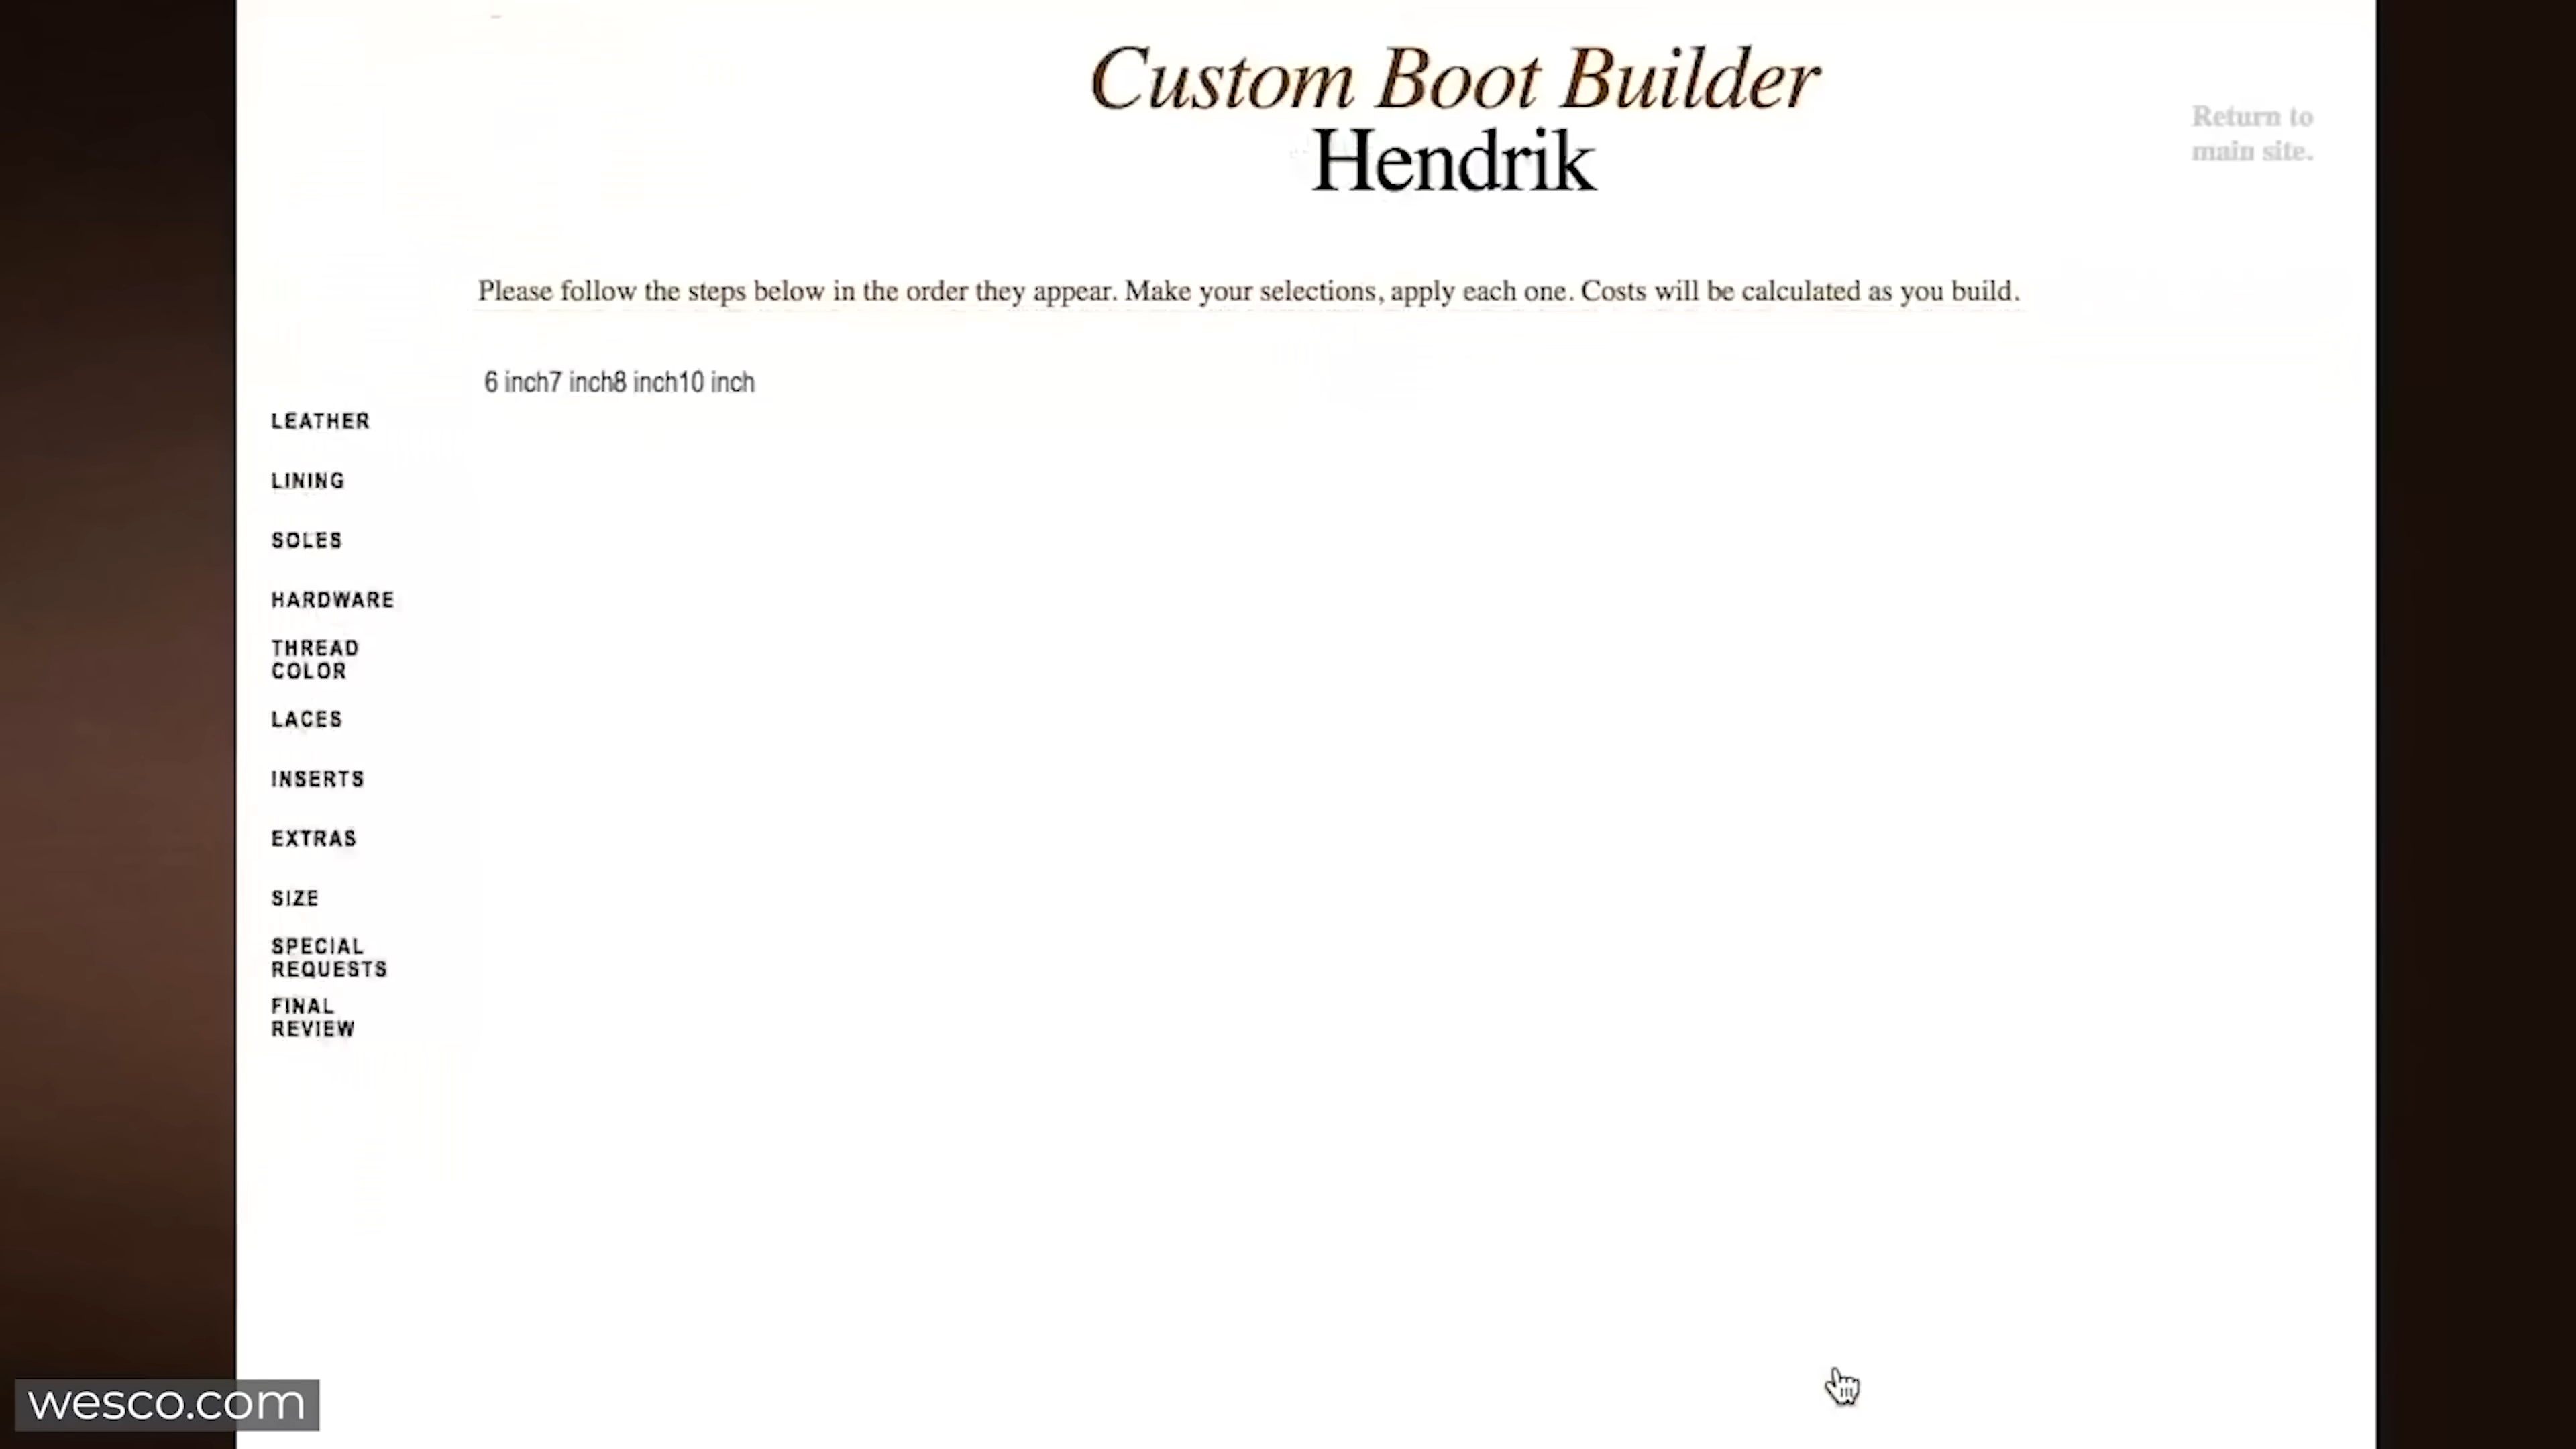 Custom Boot Builder
Hendrik
Return to
main site.
Please follow the steps below in the order they appear. Make your selections, apply each one. Costs will be calculated as you build.
6 inch7 inch8 inch10 inch
LEATHER
LINING
SOLES
HARDWARE
THREAD
COLOR
LACES
INSERTS
EXTRAS
SIZE
SPECIAL
REQUESTS
FINAL
REVIEW
wesco.com